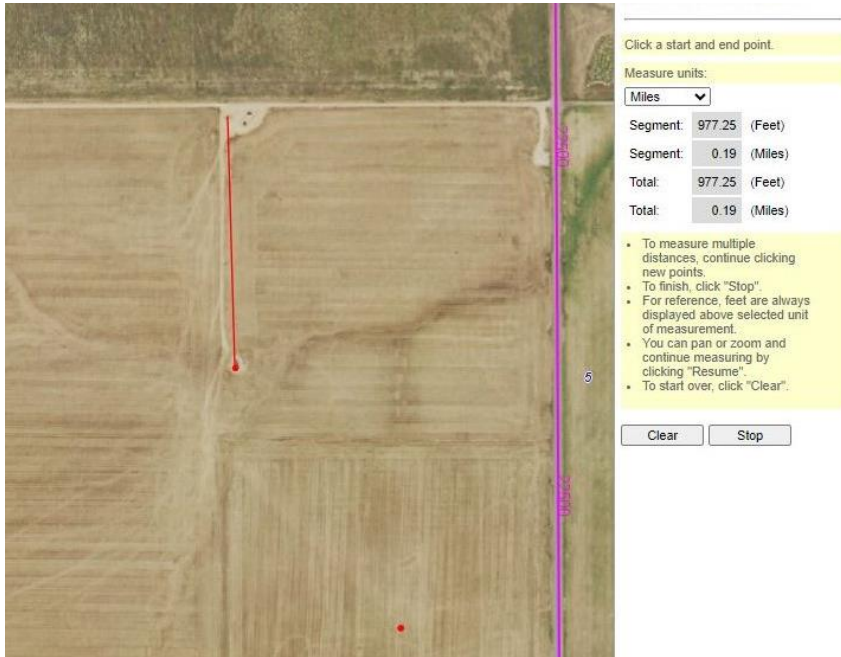 Click a start and end point.
Measure units:
Miles
Segment: 977.25 (Feet)
Segment: 0.19 (Miles)
Total: 977.25 (Feet)
Total: 0.19 (Miles)
• To measure multiple
distances, continue clicking
new points.
• To finish, click "Stop".
• For reference, feet are always
displayed above selected unit
of measurement.
• You can pan or zoom and
continue measuring by
clicking "Resume".
• To start over, click "Clear".
Clear Stop
5